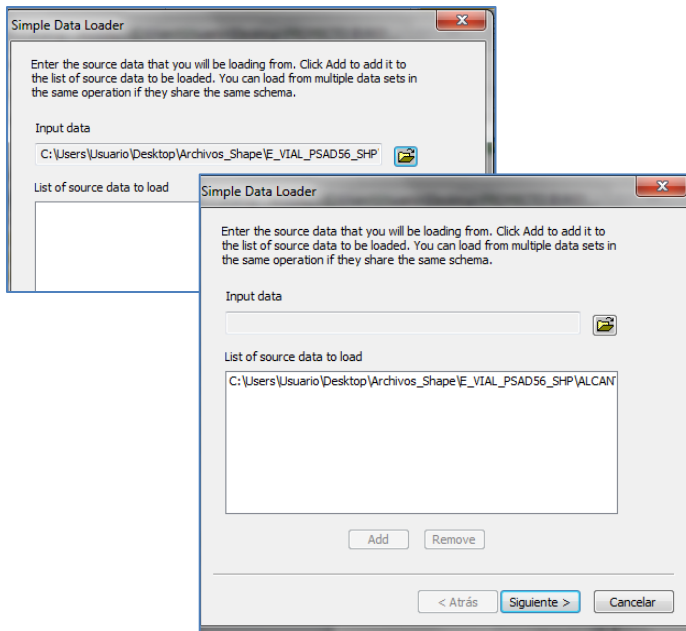 Simple Data Loader
Enter the source data that you will be loading from. Click Add to add it to
the list of source data to be loaded. You can load from multiple data sets in
the same operation if they share the same schema.
Input data
C:\Users\Usuario\Desktop\Archivos_Shape\E_VIAL_PSAD56_SHP\
List of source data to load
Simple Data Loader
Enter the source data that you will be loading from. Click Add to add it to
the list of source data to be loaded. You can load from multiple data sets in
the same operation if they share the same schema.
Input data
List of source data to load
C:\Users\Usuario\Desktop\Archivos_Shape\E_VIAL_PSAD56_SHP\ALCANT
Add Remove
< Atrás Siguiente > Cancelar